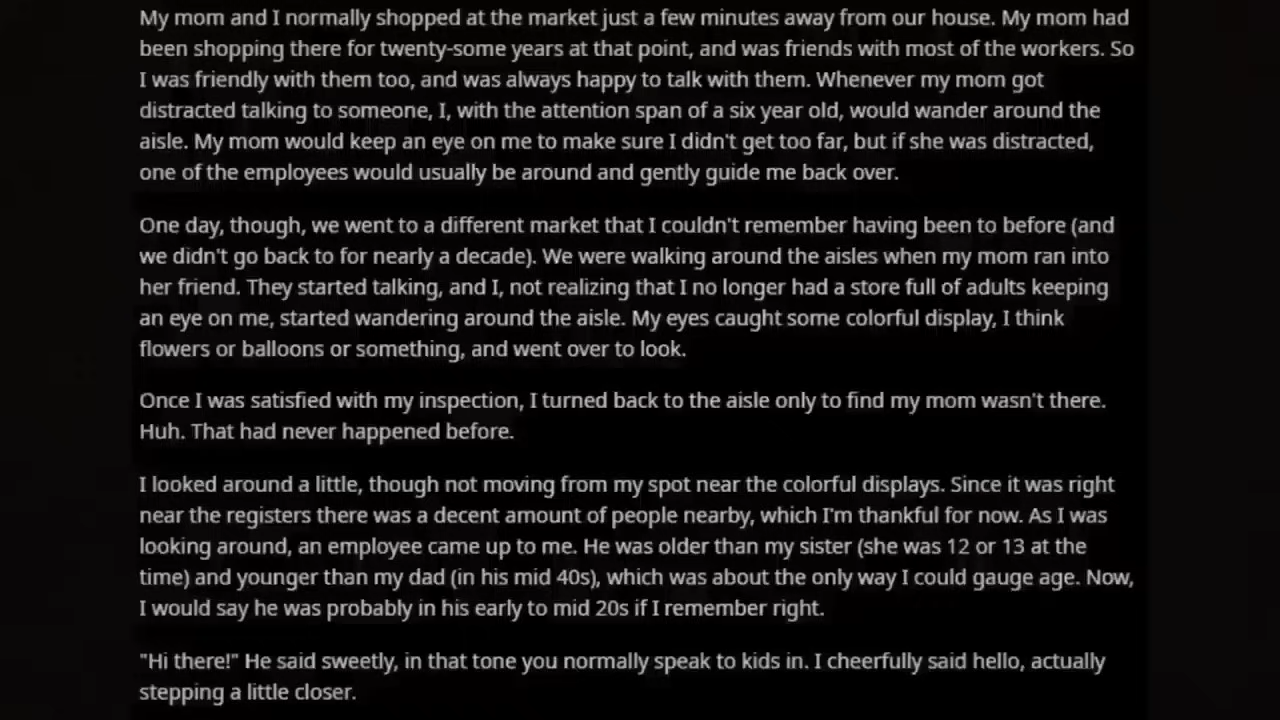 My mom and I normally shopped at the market just a few minutes away from our house. My mom had
been shopping there for twenty-some years at that point, and was friends with most of the workers. So
I was friendly with them too, and was always happy to talk with them. Whenever my mom got
distracted talking to someone, I, with the attention span of a six year old, would wander around the
aisle. My mom would keep an eye on me to make sure I didn't get too far, but if she was distracted,
one of the employees would usually be around and gently guide me back over.
One day, though, we went to a different market that I couldn't remember having been to before (and
we didn't go back to for nearly a decade). We were walking around the aisles when my mom ran into
her friend. They started talking, and I, not realizing that I no longer had a store full of adults keeping
an eye on me, started wandering around the aisle. My eyes caught some colorful display, I think
flowers or balloons or something, and went over to look.
Once I was satisfied with my inspection, I turned back to the aisle only to find my mom wasn't there.
Huh. That had never happened before.
I looked around a little, though not moving from my spot near the colorful displays. Since it was right
near the registers there was a decent amount of people nearby, which I'm thankful for now. As I was
looking around, an employee came up to me. He was older than my sister (she was 12 or 13 at the
time) and younger than my dad (in his mid 40s), which was about the only way I could gauge age. Now,
I would say he was probably in his early to mid 20s if I remember right.
"Hi there!" He said sweetly, in that tone you normally speak to kids in. I cheerfully said hello, actually
stepping a little closer.